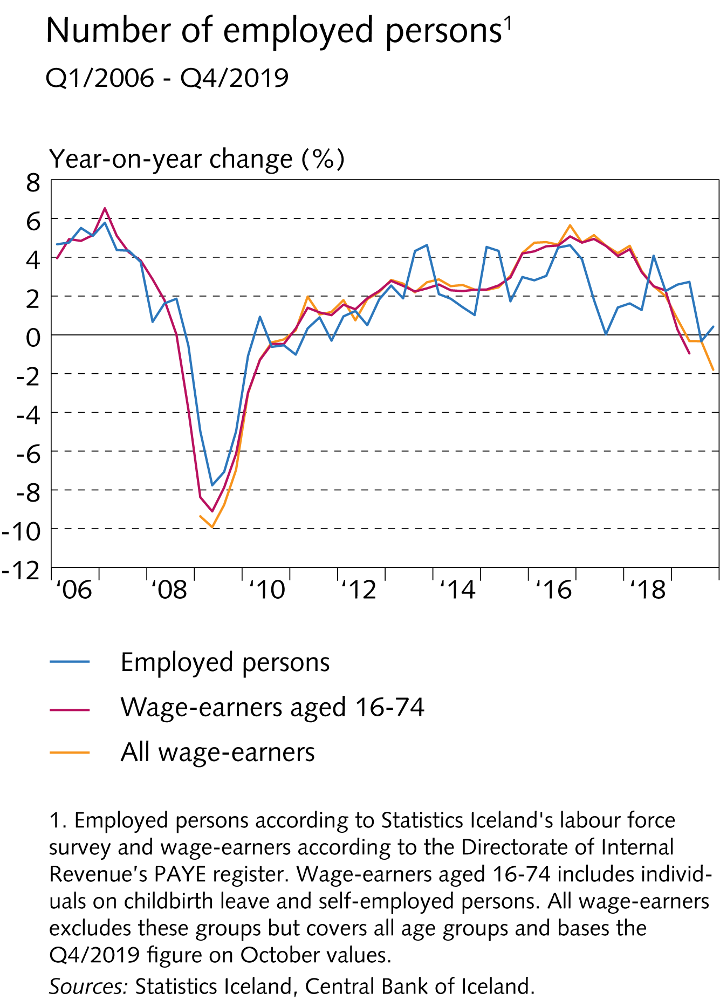 Number of employed persons1
Q1/2006 - Q4/2019
Year-on-year change (%)
8
6
4
2
0
-2
-4
-6
-8
-10
-12
‘06 ‘08 ‘10 ‘12 ‘14 ‘16 ‘18
Employed persons
Wage-earners aged 16-74
All wage-earners
1. Employed persons according to Statistics Iceland's labour force
survey and wage-earners according to the Directorate of Internal
Revenue’s PAYE register. Wage-earners aged 16-74 includes individ-
uals on childbirth leave and self-employed persons. All wage-earners
excludes these groups but covers all age groups and bases the
Q4/2019 figure on October values.
Sources: Statistics Iceland, Central Bank of Iceland.